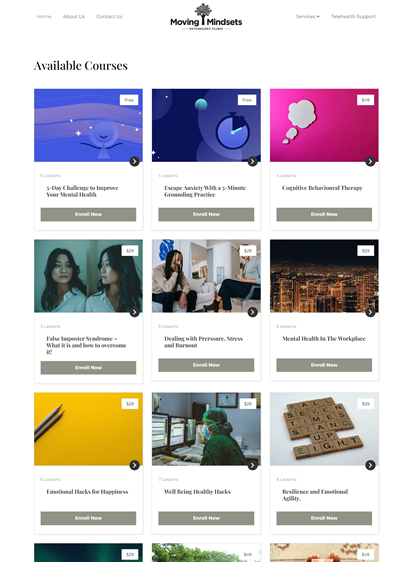 Home About Us Contact Us
Moving Mindsets
PSYCHOLOGY CLINIC
Services Telehealth Support
Available Courses
Free
Free
$49
6 Lessons
1 Lessons
4 Lessons
5-Day Challenge to Improve
Your Mental Health
Escape Anxiety With a 5-Minute
Grounding Practice
Cognitive Behavioural Therapy
Enroll Now
Enroll Now
Enroll Now
$29
$29
$29
5 Lessons
6 Lessons
6 Lessons
False Imposter Syndrome –
What it is and how to overcome
it!
Dealing with Prerssure, Stress
and Burnout
Mental Health In The Workplace
Enroll Now
Enroll Now
Enroll Now
$29
$29
$29
6 Lessons
7 Lessons
8 Lessons
Emotional Hacks for Happiness
Well Being Healthy Hacks
Resilience and Emotional
Agility.
Enroll Now
Enroll Now
Enroll Now
$29
$49
$49